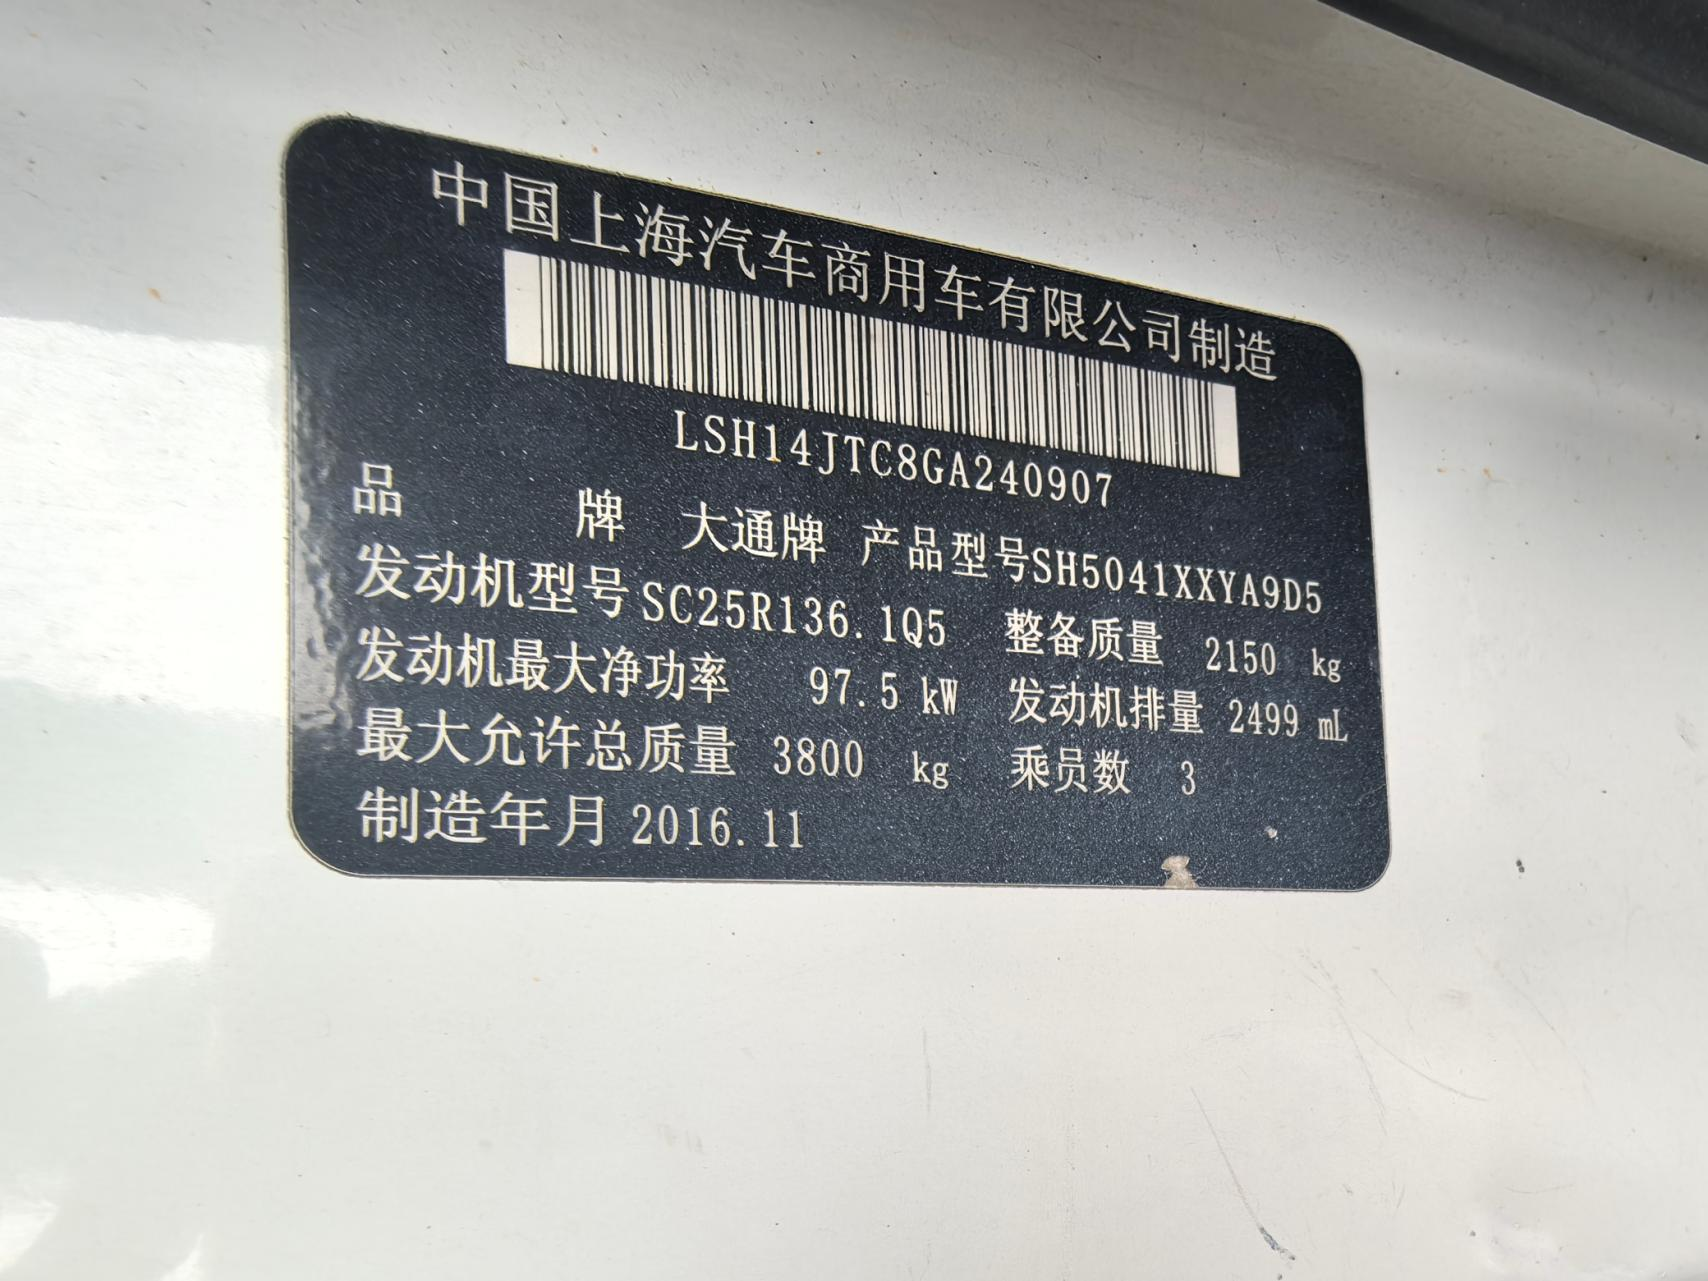 中国上海汽车商用车有限公司制造
LSH14JTC8GA240907
品 牌 大通牌 产品型号SH5041XXYA9D5
发动机型号SC25R136.1Q5 整备质量 2150 kg
发动机最大净功率 97.5 kW 发动机排量 2499 mL
最大允许总质量 3800 kg 乘员数 3
制造年月2016.11